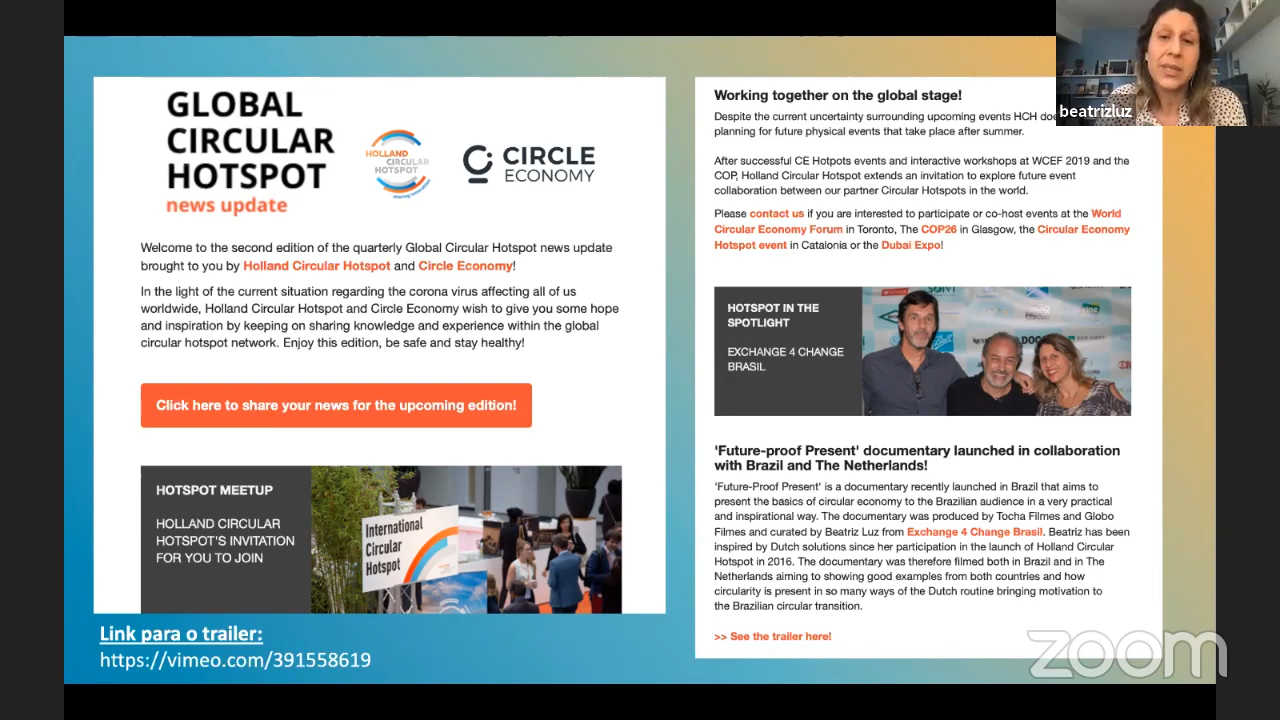 GLOBAL
CIRCULAR
HOTSPOT
news update
HOLLAND
CIRCULAR
HOTSPOT
CIRCLE
ECONOMY
Welcome to the second edition of the quarterly Global Circular Hotspot news update
brought to you by Holland Circular Hotspot and Circle Economy!
In the light of the current situation regarding the corona virus affecting all of us
worldwide, Holland Circular Hotspot and Circle Economy wish to give you some hope
and inspiration by keeping on sharing knowledge and experience within the global
circular hotspot network. Enjoy this edition, be safe and stay healthy!
Click here to share your news for the upcoming edition!
HOTSPOT MEETUP
HOLLAND CIRCULAR
HOTSPOT'S INVITATION
FOR YOU TO JOIN
International
Circular
Hotspot
Link para o trailer:
https://vimeo.com/391558619
Working together on the global stage!
Despite the current uncertainty surrounding upcoming events HCH
planning for future physical events that take place after summer.
After successful CE Hotpots events and interactive workshops at WCEF 2019 and the
COP, Holland Circular Hotspot extends an invitation to explore future event
collaboration between our partner Circular Hotspots in the world.
Please contact us if you are interested to participate or co-host events at the World
Circular Economy Forum in Toronto, The COP26 in Glasgow, the Circular Economy
Hotspot event in Catalonia or the Dubai Expo!
HOTSPOT IN THE
SPOTLIGHT
EXCHANGE 4 CHANGE
BRASIL
'Future-proof Present' documentary launched in collaboration
with Brazil and The Netherlands!
'Future-Proof Present' is a documentary recently launched in Brazil that aims to
present the basics of circular economy to the Brazilian audience in a very practical
and inspirational way. The documentary was produced by Tocha Filmes and Globo
Filmes and curated by Beatriz Luz from Exchange 4 Change Brasil. Beatriz has been
inspired by Dutch solutions since her participation in the launch of Holland Circular
Hotspot in 2016. The documentary was therefore filmed both in Brazil and in The
Netherlands aiming to showing good examples from both countries and how
circularity is present in so many ways of the Dutch routine bringing motivation to
the Brazilian circular transition.
>> See the trailer here!
beatrizluz
zoom